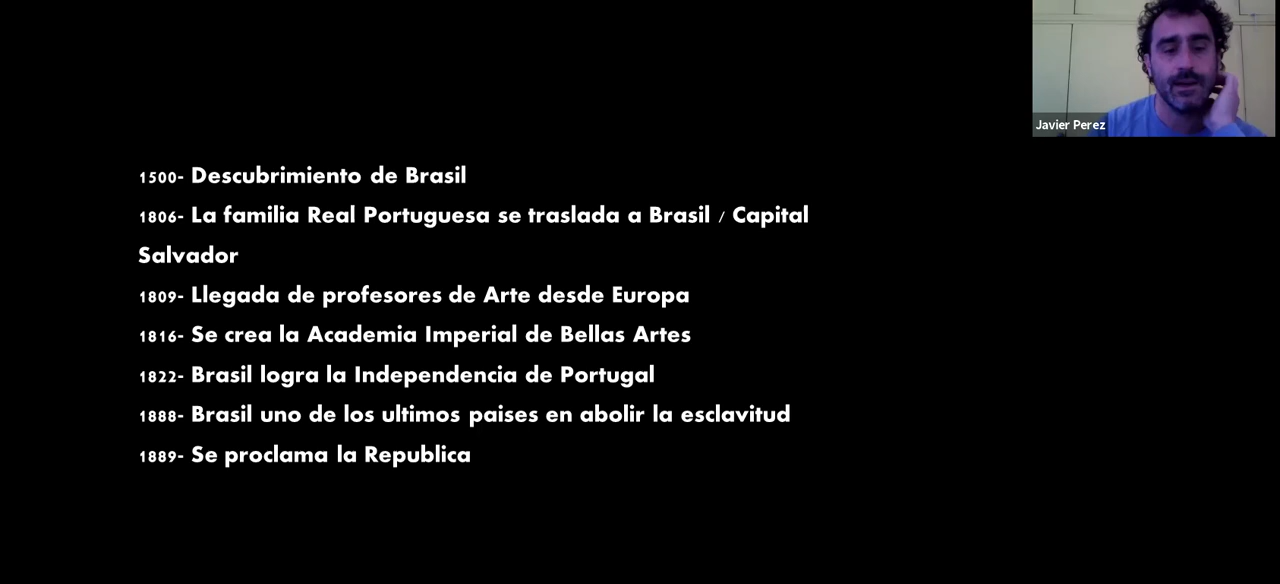 Javier Perez
1500- Descubrimiento de Brasil
1806- La familia Real Portuguesa se traslada a Brasil / Capital
Salvador
1809- Llegada de profesores de Arte desde Europa
1816- Se crea la Academia Imperial de Bellas Artes
1822- Brasil logra la Independencia de Portugal
1888- Brasil uno de los ultimos paises en abolir la esclavitud
1889- Se proclama la Republica